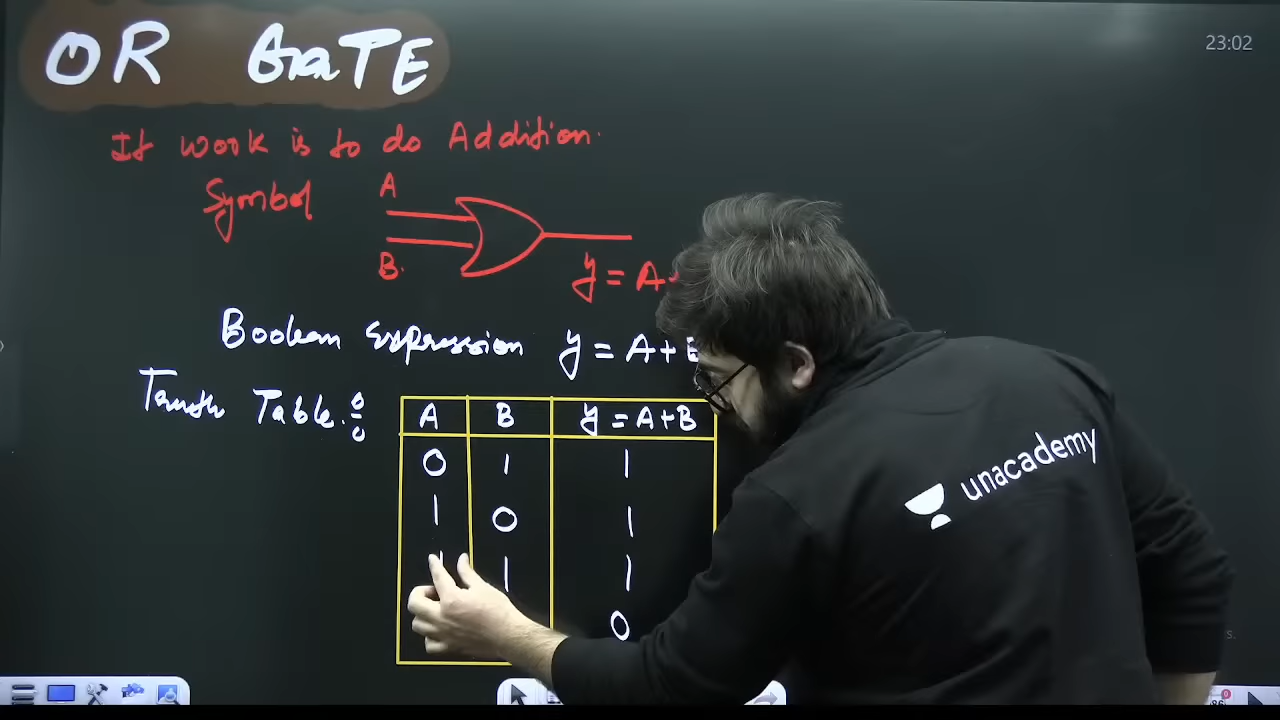 OR GaTE
23:02
It work is to do Addition.
Symbol
A
B.
y = A+
Boolean expression y = A+B
Truth Table:
A B y = A+B
0 1 1
1 0 1
1 1
0
unacademy